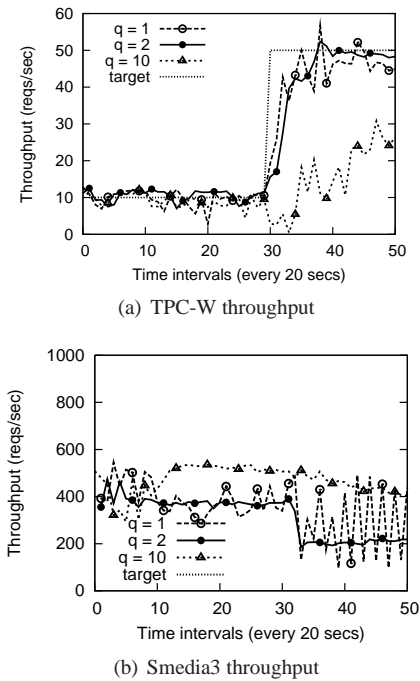 60
50
40
30
20
10
0
Throughput (reqs/sec)
q = 1
q = 2
q = 10
target
0 10 20 30 40 50
Time intervals (every 20 secs)
(a) TPC-W throughput
1000
800
600
400
200
0
Throughput (reqs/sec)
q = 1
q = 2
q = 10
target
0 10 20 30 40 50
Time intervals (every 20 secs)
(b) Smedia3 throughput